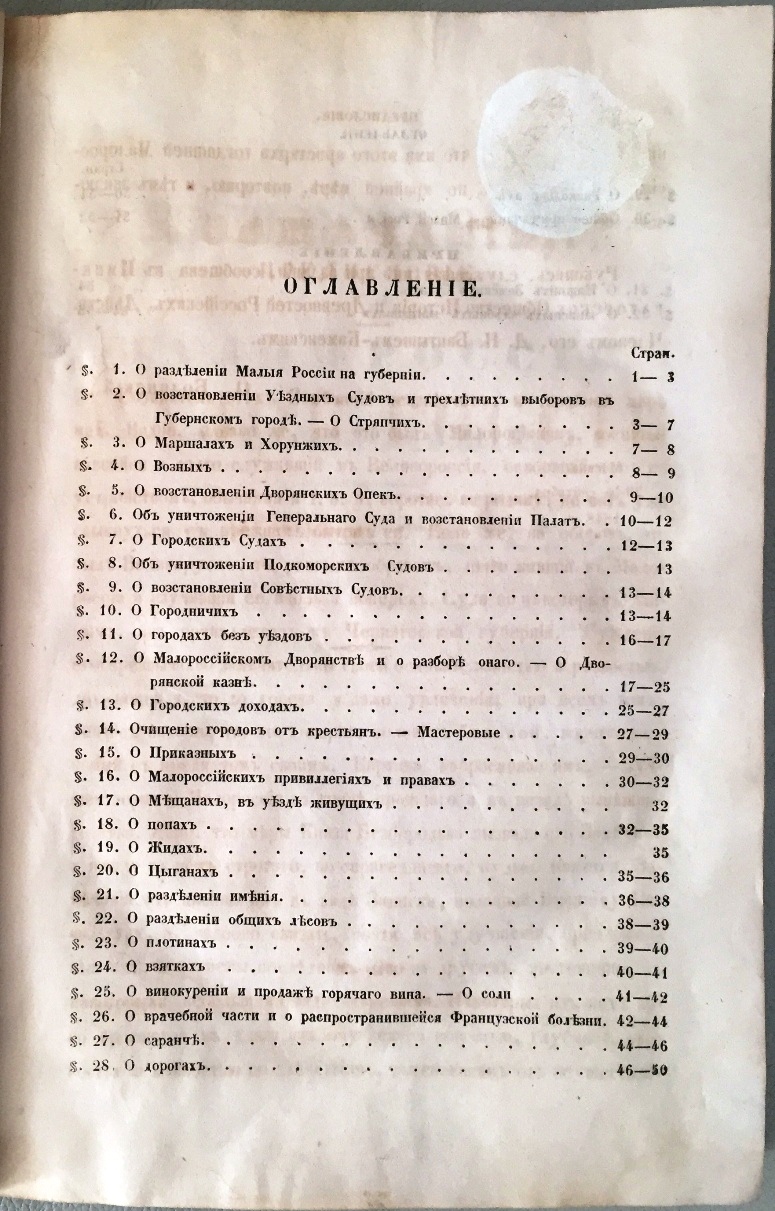 ОГЛАВЛЕНІЕ.
Стран.
§. 1. О раздѣленіи Малыя Россіи на губерніи. . . . . . . . . 1— 3
§. 2. О возстановленіи Уѣздныхъ Судовъ и трехлѣтнихъ выборовъ въ
Губернскомъ городѣ. — О Стряпчихъ. . . . . . . . . 3— 7
§. 3. О Маршалахъ и Хорунжихъ. . . . . . . . . . . . 7— 8
§. 4. О Возныхъ . . . . . . . . . . . . . . . . 8— 9
§. 5. О возстановленіи Дворянскихъ Опек. . . . . . . . . . 9—10
§. 6. Объ уничтоженіи Генеральнаго Суда и возстановленіи Палатъ. . 10—12
§. 7. О Городскихъ Судахъ . . . . . . . . . . . . . 12—13
§. 8. Объ уничтоженіи Подкоморскихъ Судовъ . . . . . . . 13
§. 9. О возстановленіи Совѣстныхъ Судовъ. . . . . . . . . 13—14
§. 10. О Городничихъ . . . . . . . . . . . . . . . 13—14
§. 11. О городахъ безъ уѣздовъ . . . . . . . . . . . . 16—17
§. 12. О Малороссійскомъ Дворянствѣ и о разборѣ онаго. — О Дво-
рянской казнѣ. . . . . . . . . . . . . . . 17—25
§. 13. О Городскихъ доходахъ. . . . . . . . . . . . . 25—27
§. 14. Очищеніе городовъ отъ крестьян. — Мастеровые . . . . . 27—29
§. 15. О Приказныхъ . . . . . . . . . . . . . . . 29—30
§. 16. О Малороссійскихъ привиллегіяхъ и правахъ . . . . . . . 30—32
§. 17. О Мѣщанахъ, въ уѣздѣ живущихъ . . . . . . . . . 32
§. 18. О попахъ . . . . . . . . . . . . . . . . . 32—35
§. 19. О Жидахъ. . . . . . . . . . . . . . . . . 35
§. 20. О Цыганахъ . . . . . . . . . . . . . . . . 35—36
§. 21. О раздѣленіи имѣнія. . . . . . . . . . . . . . 36—38
§. 22. О раздѣленіи общихъ лѣсовъ . . . . . . . . . . . 38—39
§. 23. О плотинахъ . . . . . . . . . . . . . . . . 39—40
§. 24. О взяткахъ . . . . . . . . . . . . . . . . 40—41
§. 25. О винокуреніи и продажѣ горячаго вина. — О соли . . . . 41—42
§. 26. О врачебной части и о распространившейся Французской болѣзни. 42—44
§. 27. О саранчѣ. . . . . . . . . . . . . . . . . 44—46
§. 28. О дорогахъ. . . . . . . . . . . . . . . . . 46—50